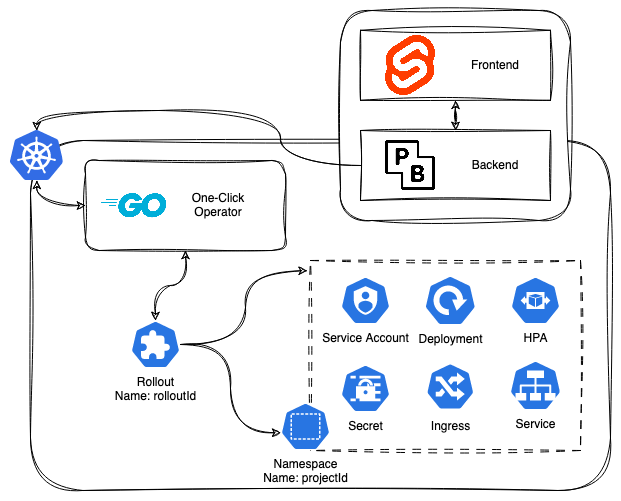 Frontend
P
B
Backend
GO
One-Click
Operator
Service Account
Deployment
HPA
Rollout
Name: rolloutId
Secret
Ingress
Service
Namespace
Name: projectId